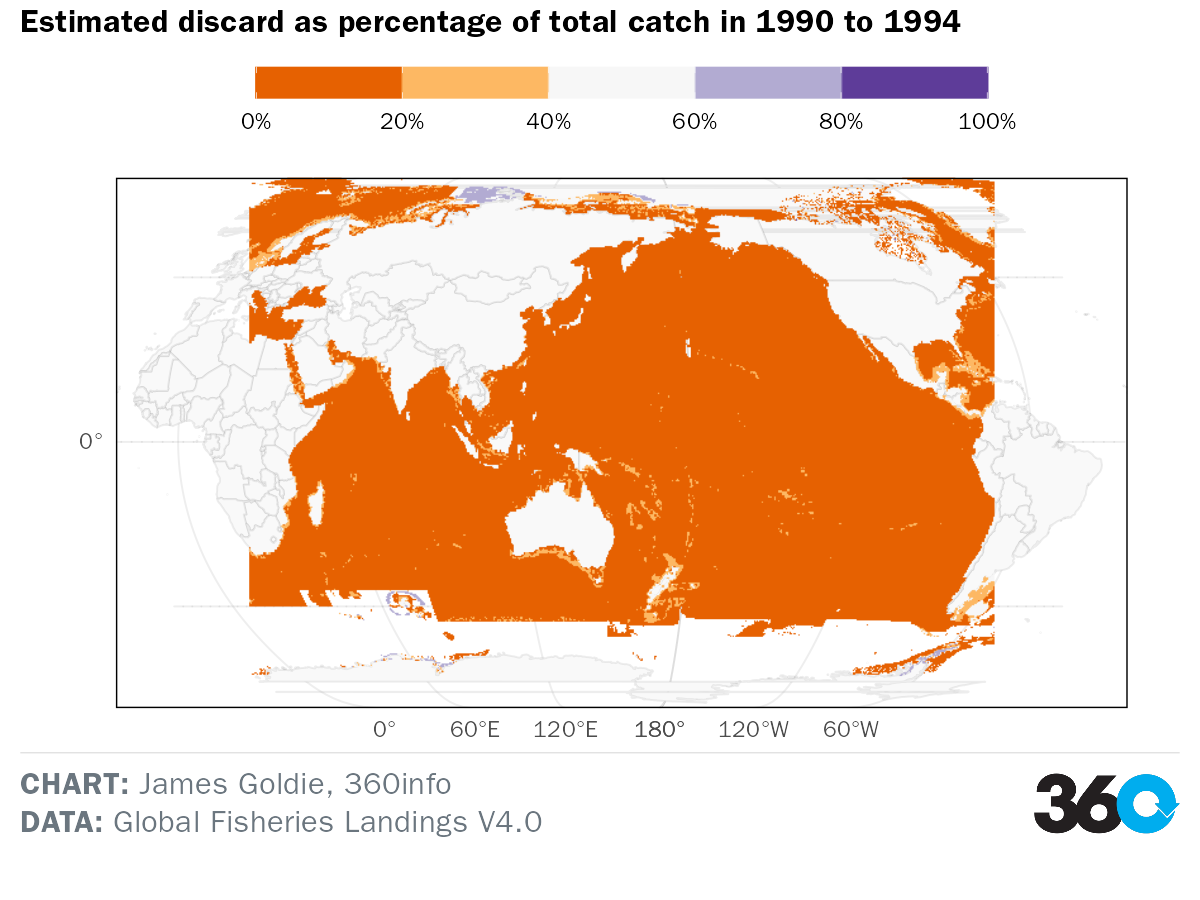 Estimated discard as percentage of total catch in 1990 to 1994
0% 20% 40% 60% 80% 100%
0°
0° 60°E 120°E 180° 120°W 60°W
CHART: James Goldie, 360info
DATA: Global Fisheries Landings V4.0
360